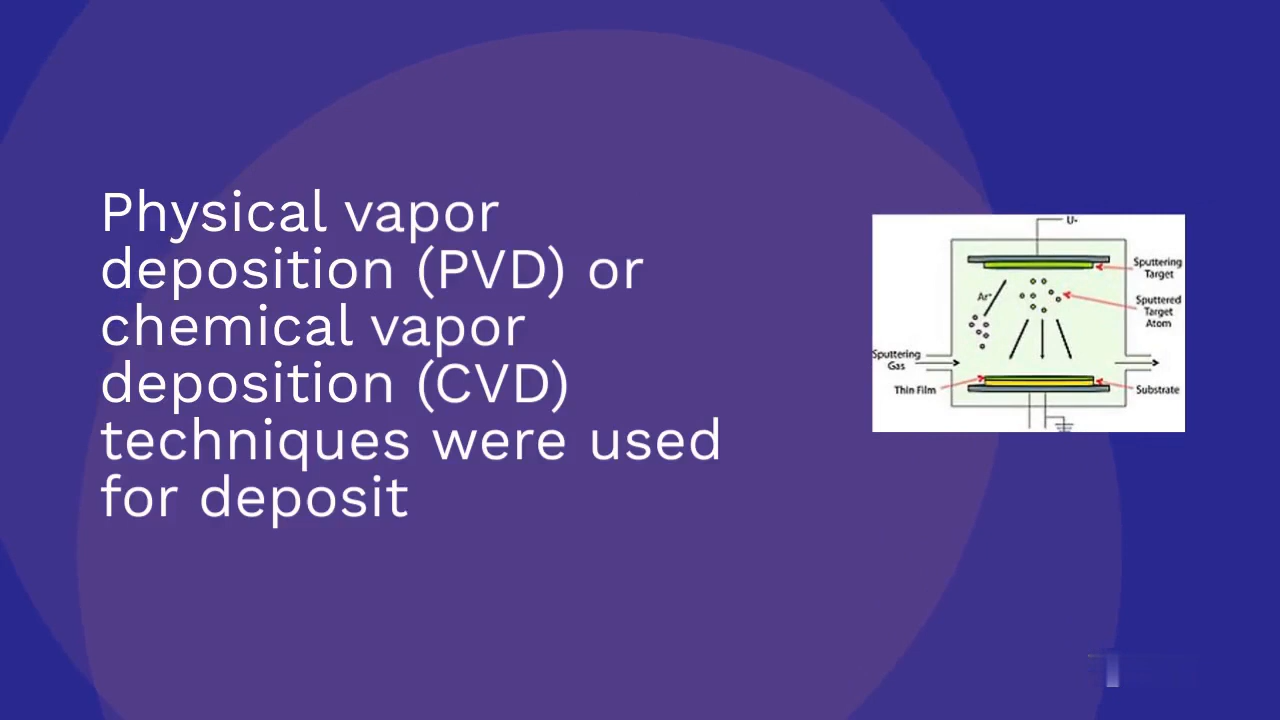 Physical vapor
deposition (PVD) or
chemical vapor
deposition (CVD)
techniques were used
for deposit
U-
Sputtering
Target
Ar⁺
Sputtered
Target
Atom
Sputtering
Gas
Thin Film
Substrate